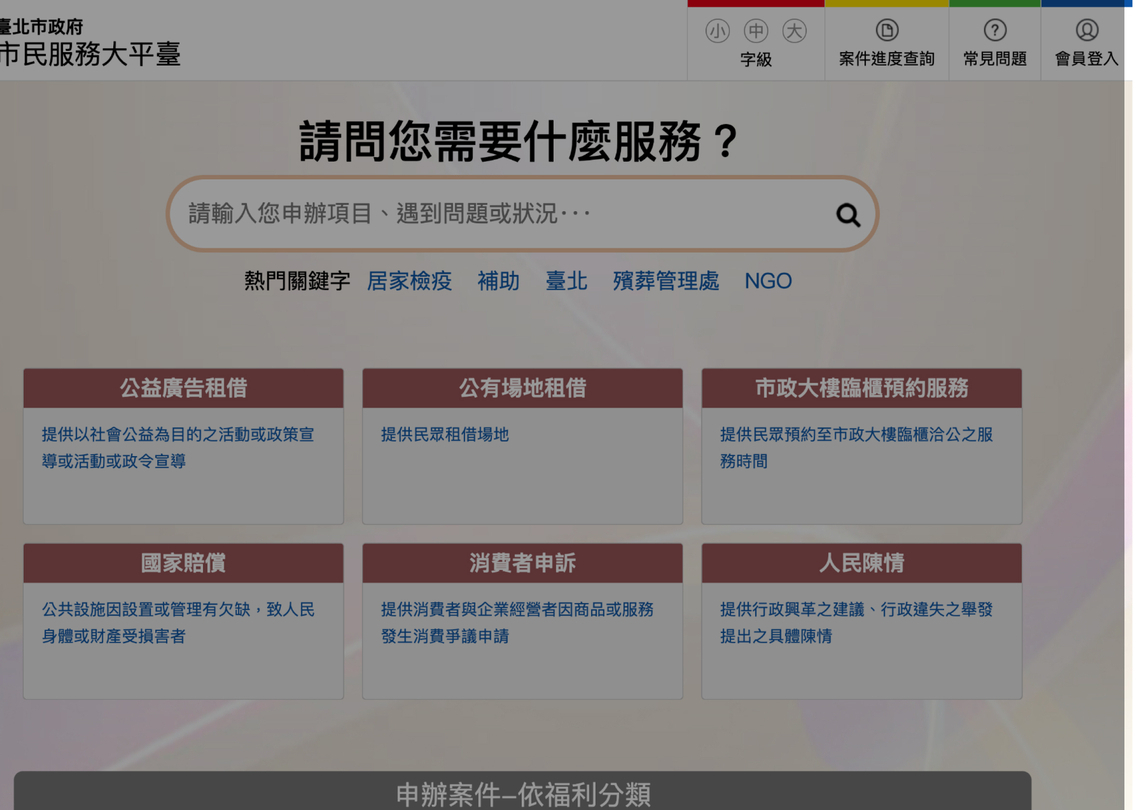 臺北市政府
市民服務大平臺
小 中 大
字級
案件進度查詢
常見問題
會員登入
請問您需要什麼服務？
請輸入您申辦項目、遇到問題或狀況···
熱門關鍵字 居家檢疫 補助 臺北 殯葬管理處 NGO
公益廣告租借
提供以社會公益為目的之活動或政策宣
導或活動或政令宣導
公有場地租借
提供民眾租借場地
市政大樓臨櫃預約服務
提供民眾預約至市政大樓臨櫃洽公之服
務時間
國家賠償
公共設施因設置或管理有欠缺，致人民
身體或財產受損害者
消費者申訴
提供消費者與企業經營者因商品或服務
發生消費爭議申請
人民陳情
提供行政興革之建議、行政違失之舉發
提出之具體陳情
申辦案件–依福利分類